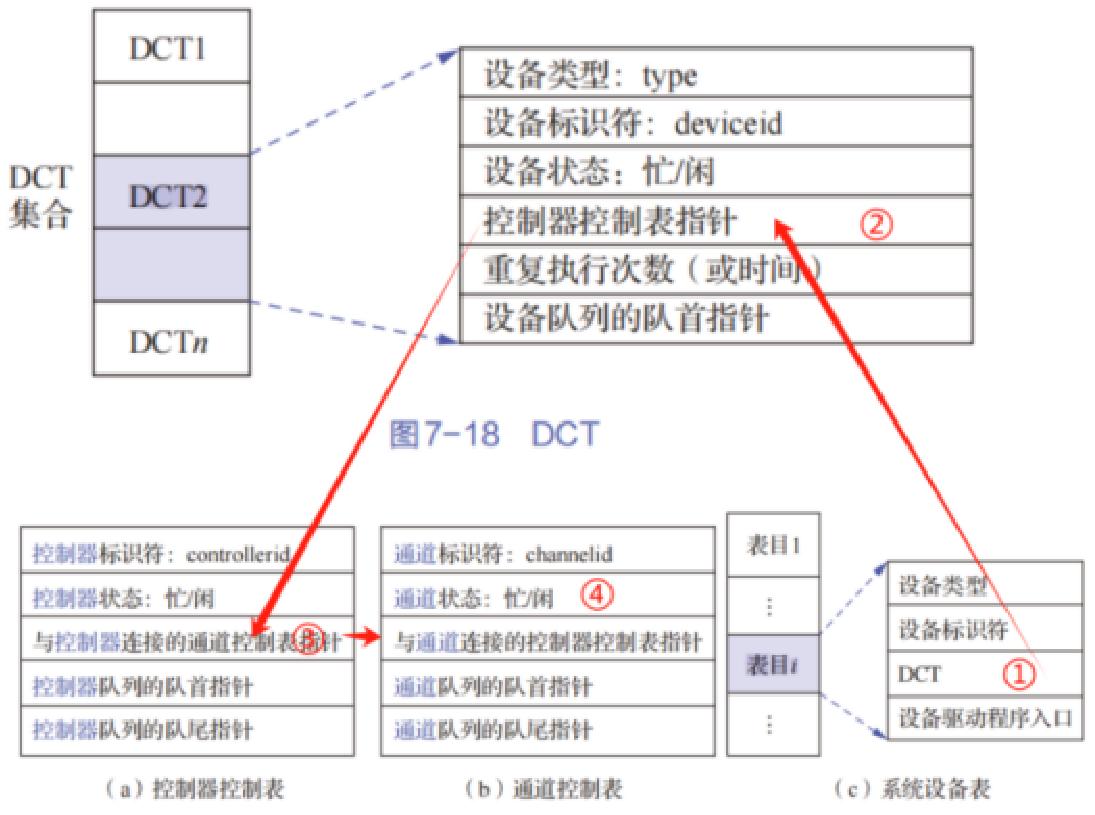 DCT1
DCT2
DCTn
DCT
集合
设备类型：type
设备标识符：deviceid
设备状态：忙/闲
控制器控制表指针 ②
重复执行次数（或时间）
设备队列的队首指针
图7-18 DCT
控制器标识符：controllerid
控制器状态：忙/闲
与控制器连接的通道控制表指针 ③
控制器队列的队首指针
控制器队列的队尾指针
（a）控制器控制表
通道标识符：channelid
通道状态：忙/闲 ④
与通道连接的控制器控制表指针
通道队列的队首指针
通道队列的队尾指针
（b）通道控制表
表目1
⋮
表目i
⋮
设备类型
设备标识符
DCT ①
设备驱动程序入口
（c）系统设备表